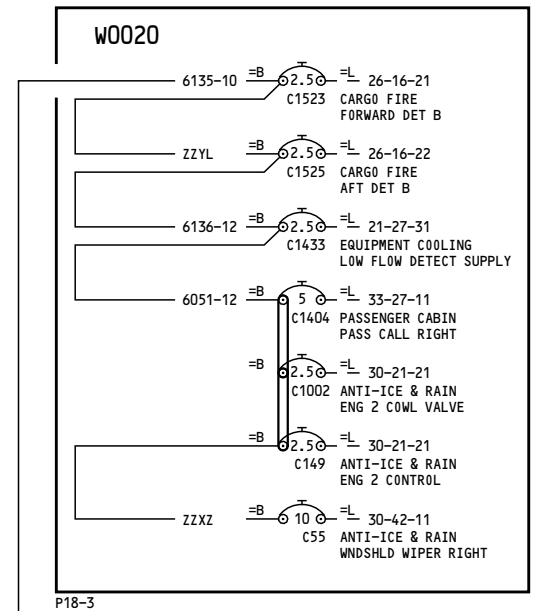 W0020
6135-10 =B 2.5 =L 26-16-21
C1523 CARGO FIRE
FORWARD DET B
ZZYL =B 2.5 =L 26-16-22
C1525 CARGO FIRE
AFT DET B
6136-12 =B 2.5 =L 21-27-31
C1433 EQUIPMENT COOLING
LOW FLOW DETECT SUPPLY
6051-12 =B 5 =L 33-27-11
C1404 PASSENGER CABIN
PASS CALL RIGHT
=B 2.5 =L 30-21-21
C1002 ANTI-ICE & RAIN
ENG 2 COWL VALVE
=B 2.5 =L 30-21-21
C149 ANTI-ICE & RAIN
ENG 2 CONTROL
ZZXZ =B 10 =L 30-42-11
C55 ANTI-ICE & RAIN
WNDSHLD WIPER RIGHT
P18-3